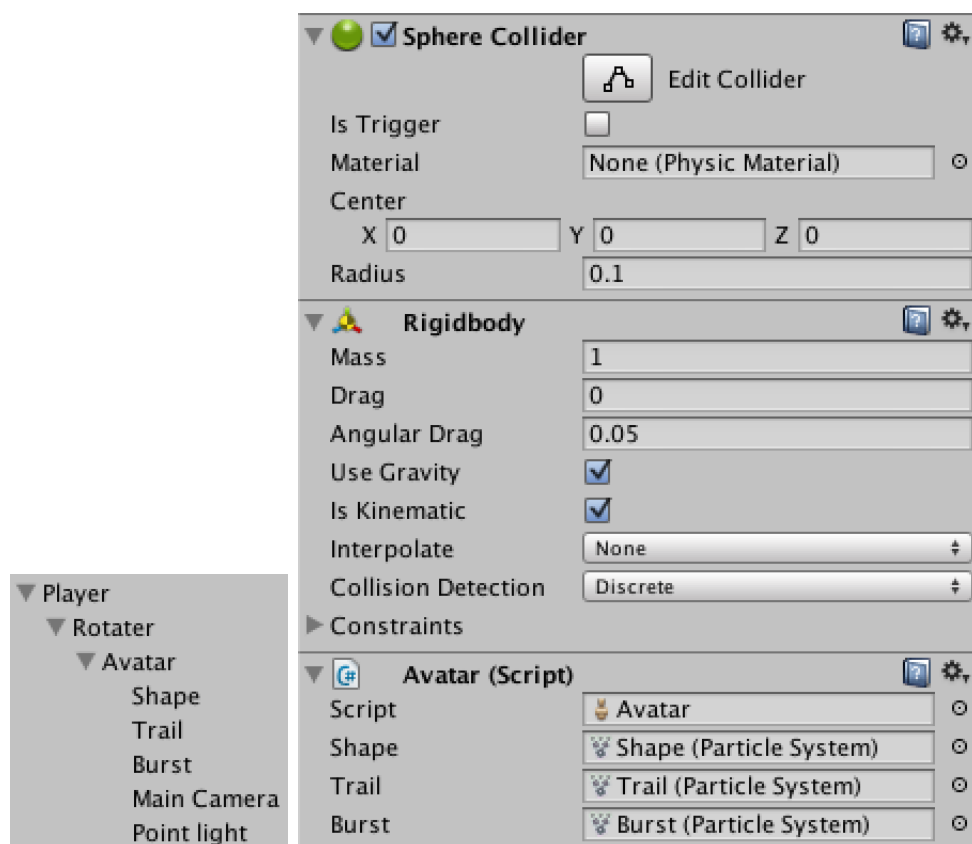 Sphere Collider
Edit Collider
Is Trigger
Material None (Physic Material)
Center
X 0 Y 0 Z 0
Radius 0.1
Rigidbody
Mass 1
Drag 0
Angular Drag 0.05
Use Gravity
Is Kinematic
Interpolate None
Collision Detection Discrete
Constraints
Avatar (Script)
Script Avatar
Shape Shape (Particle System)
Trail Trail (Particle System)
Burst Burst (Particle System)
Player
Rotater
Avatar
Shape
Trail
Burst
Main Camera
Point light